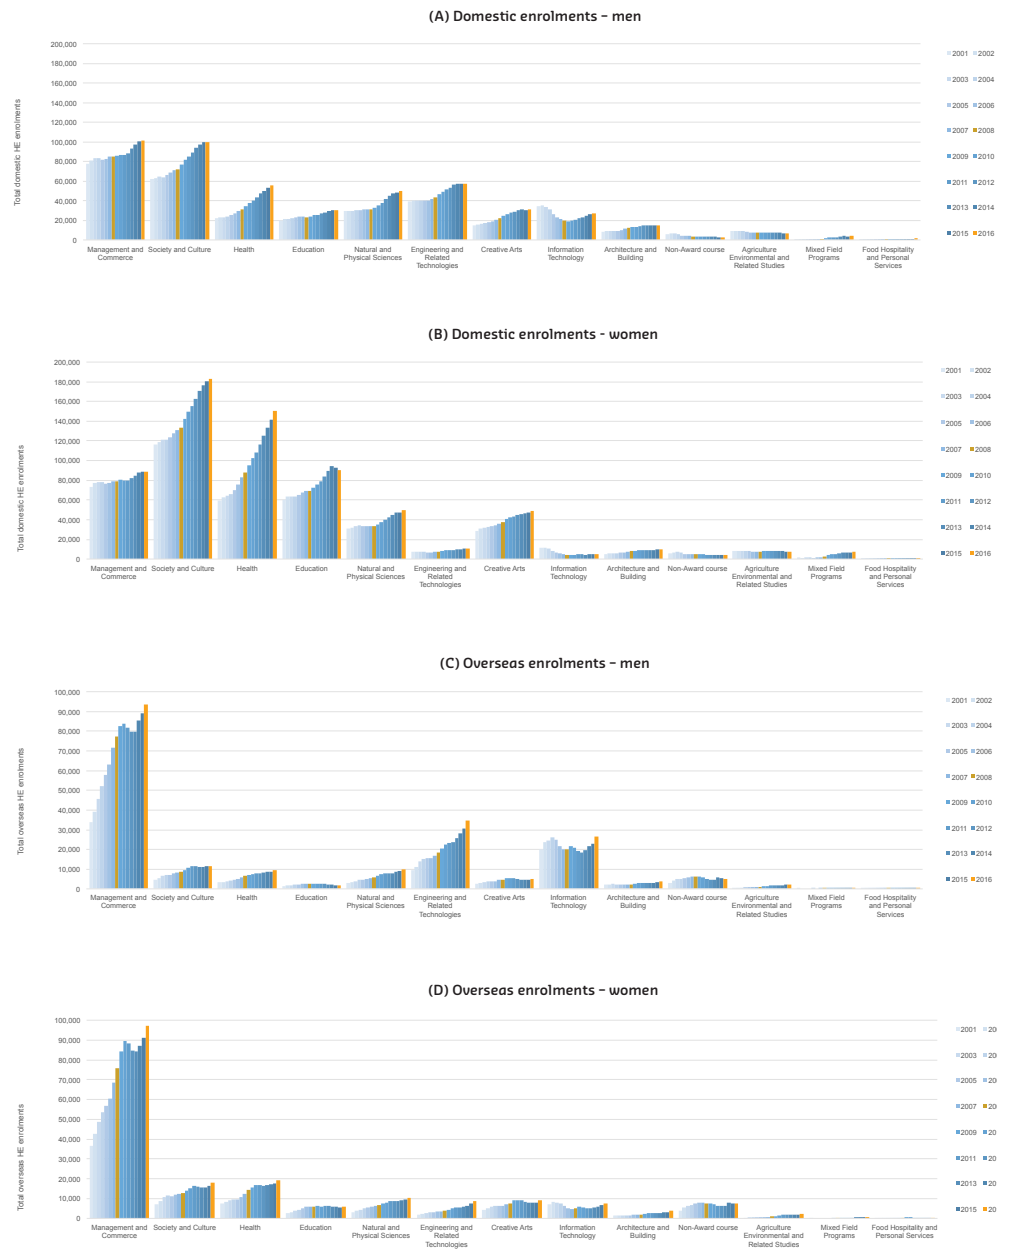 (A) Domestic enrolments – men
Total domestic HE enrolments
200,000
180,000
160,000
140,000
120,000
100,000
80,000
60,000
40,000
20,000
0
Management and Commerce
Society and Culture
Health
Education
Natural and Physical Sciences
Engineering and Related Technologies
Creative Arts
Information Technology
Architecture and Building
Non-Award course
Agriculture Environmental and Related Studies
Mixed Field Programs
Food Hospitality and Personal Services
2001 2002
2003 2004
2005 2006
2007 2008
2009 2010
2011 2012
2013 2014
2015 2016
(B) Domestic enrolments - women
Total domestic HE enrolments
200,000
180,000
160,000
140,000
120,000
100,000
80,000
60,000
40,000
20,000
0
Management and Commerce
Society and Culture
Health
Education
Natural and Physical Sciences
Engineering and Related Technologies
Creative Arts
Information Technology
Architecture and Building
Non-Award course
Agriculture Environmental and Related Studies
Mixed Field Programs
Food Hospitality and Personal Services
2001 2002
2003 2004
2005 2006
2007 2008
2009 2010
2011 2012
2013 2014
2015 2016
(C) Overseas enrolments – men
Total overseas HE enrolments
100,000
90,000
80,000
70,000
60,000
50,000
40,000
30,000
20,000
10,000
0
Management and Commerce
Society and Culture
Health
Education
Natural and Physical Sciences
Engineering and Related Technologies
Creative Arts
Information Technology
Architecture and Building
Non-Award course
Agriculture Environmental and Related Studies
Mixed Field Programs
Food Hospitality and Personal Services
2001 2002
2003 2004
2005 2006
2007 2008
2009 2010
2011 2012
2013 2014
2015 2016
(D) Overseas enrolments – women
Total overseas HE enrolments
100,000
90,000
80,000
70,000
60,000
50,000
40,000
30,000
20,000
10,000
0
Management and Commerce
Society and Culture
Health
Education
Natural and Physical Sciences
Engineering and Related Technologies
Creative Arts
Information Technology
Architecture and Building
Non-Award course
Agriculture Environmental and Related Studies
Mixed Field Programs
Food Hospitality and Personal Services
2001 20
2003 20
2005 20
2007 20
2009 20
2011 20
2013 20
2015 20